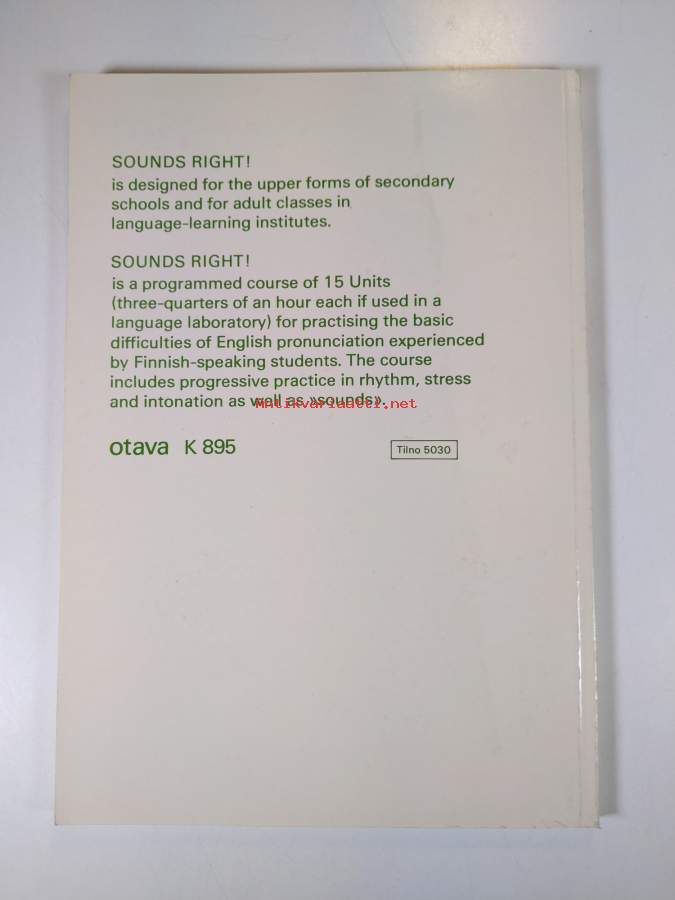 SOUNDS RIGHT!
is designed for the upper forms of secondary
schools and for adult classes in
language-learning institutes.
SOUNDS RIGHT!
is a programmed course of 15 Units
(three-quarters of an hour each if used in a
language laboratory) for practising the basic
difficulties of English pronunciation experienced
by Finnish-speaking students. The course
includes progressive practice in rhythm, stress
and intonation as well as »sounds».
Antikvariaatti.net
otava K 895
Tilno 5030